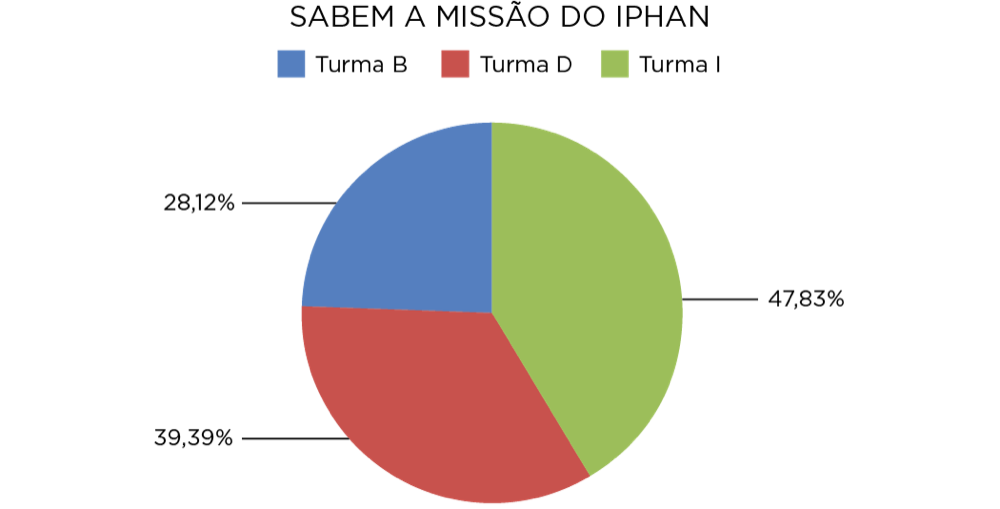 SABEM A MISSÃO DO IPHAN
Turma B Turma D Turma I
28,12%
47,83%
39,39%